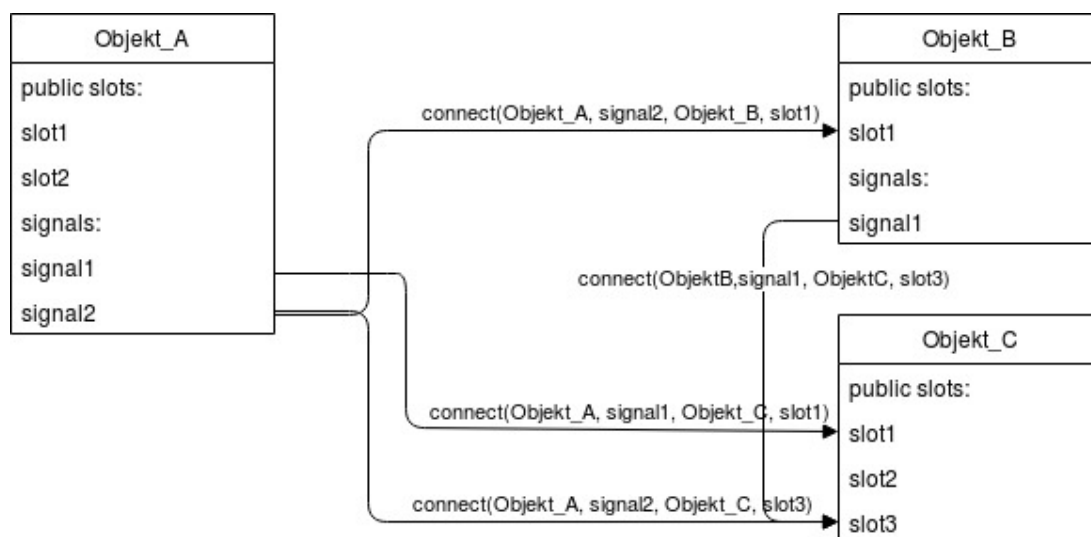 Objekt_A
public slots:
slot1
slot2
signals:
signal1
signal2
connect(Objekt_A, signal2, Objekt_B, slot1)
Objekt_B
public slots:
slot1
signals:
signal1
connect(ObjektB,signal1, ObjektC, slot3)
connect(Objekt_A, signal1, Objekt_C, slot1)
connect(Objekt_A, signal2, Objekt_C, slot3)
Objekt_C
public slots:
slot1
slot2
slot3